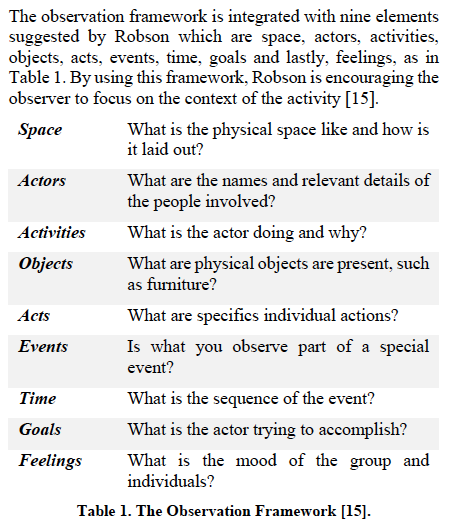 The observation framework is integrated with nine elements
suggested by Robson which are space, actors, activities,
objects, acts, events, time, goals and lastly, feelings, as in
Table 1. By using this framework, Robson is encouraging the
observer to focus on the context of the activity [15].
Space What is the physical space like and how is
it laid out?
Actors What are the names and relevant details of
the people involved?
Activities What is the actor doing and why?
Objects What are physical objects are present, such
as furniture?
Acts What are specifics individual actions?
Events Is what you observe part of a special
event?
Time What is the sequence of the event?
Goals What is the actor trying to accomplish?
Feelings What is the mood of the group and
individuals?
Table 1. The Observation Framework [15].